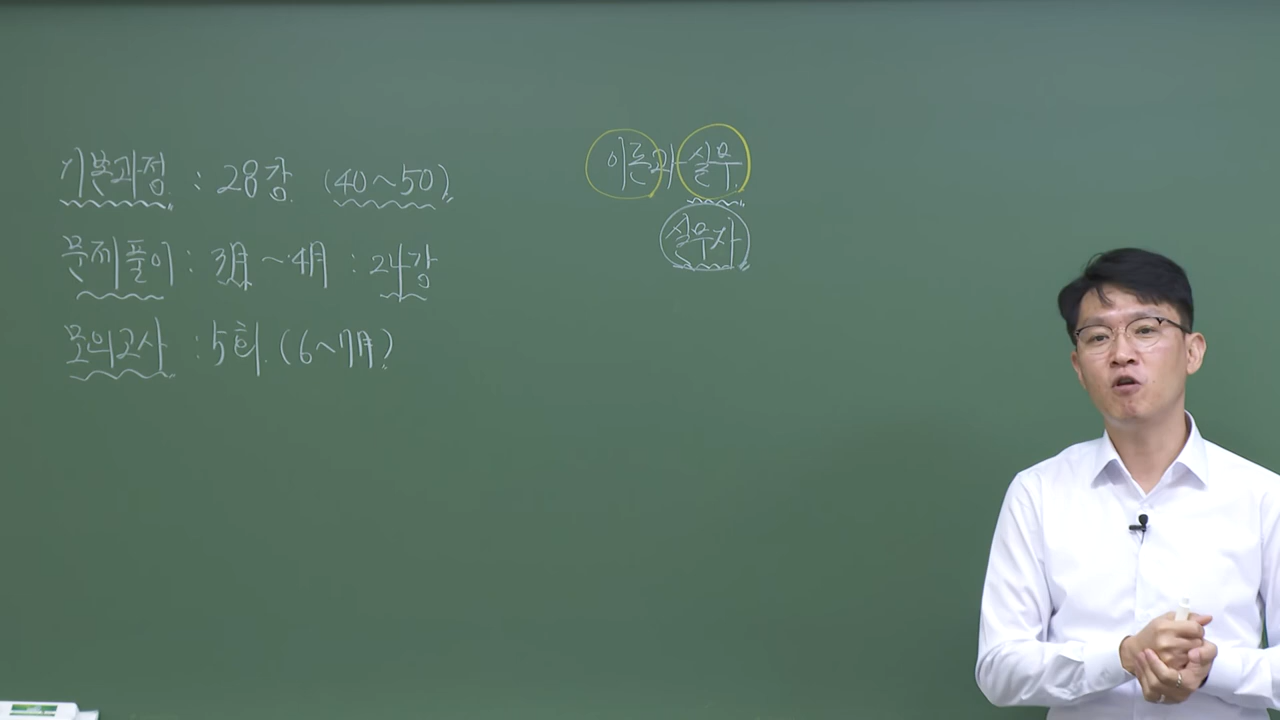 기본과정 : 28강 (40~50)
문제풀이 : 3月~4月 : 24강
모의고사 : 5회 (6~7月)
이론과 실무
실무자